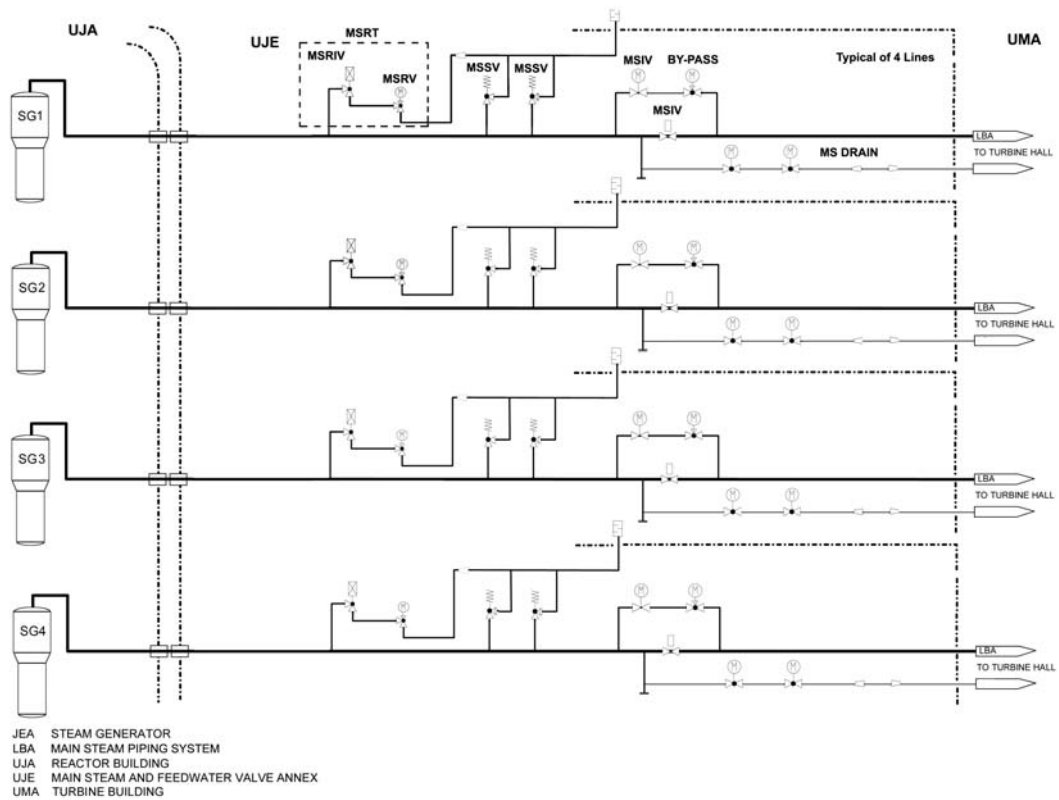 UJA
UJE
MSRT
UMA
MSRIV
MSRV
MSSV
MSSV
MSIV
BY-PASS
Typical of 4 Lines
M
M
M
SG1
MSIV
LBA
TO TURBINE HALL
MS DRAIN
M
M
M
M
M
SG2
LBA
TO TURBINE HALL
M
M
M
M
M
SG3
LBA
TO TURBINE HALL
M
M
M
M
M
SG4
LBA
TO TURBINE HALL
M
M
JEA STEAM GENERATOR
LBA MAIN STEAM PIPING SYSTEM
UJA REACTOR BUILDING
UJE MAIN STEAM AND FEEDWATER VALVE ANNEX
UMA TURBINE BUILDING